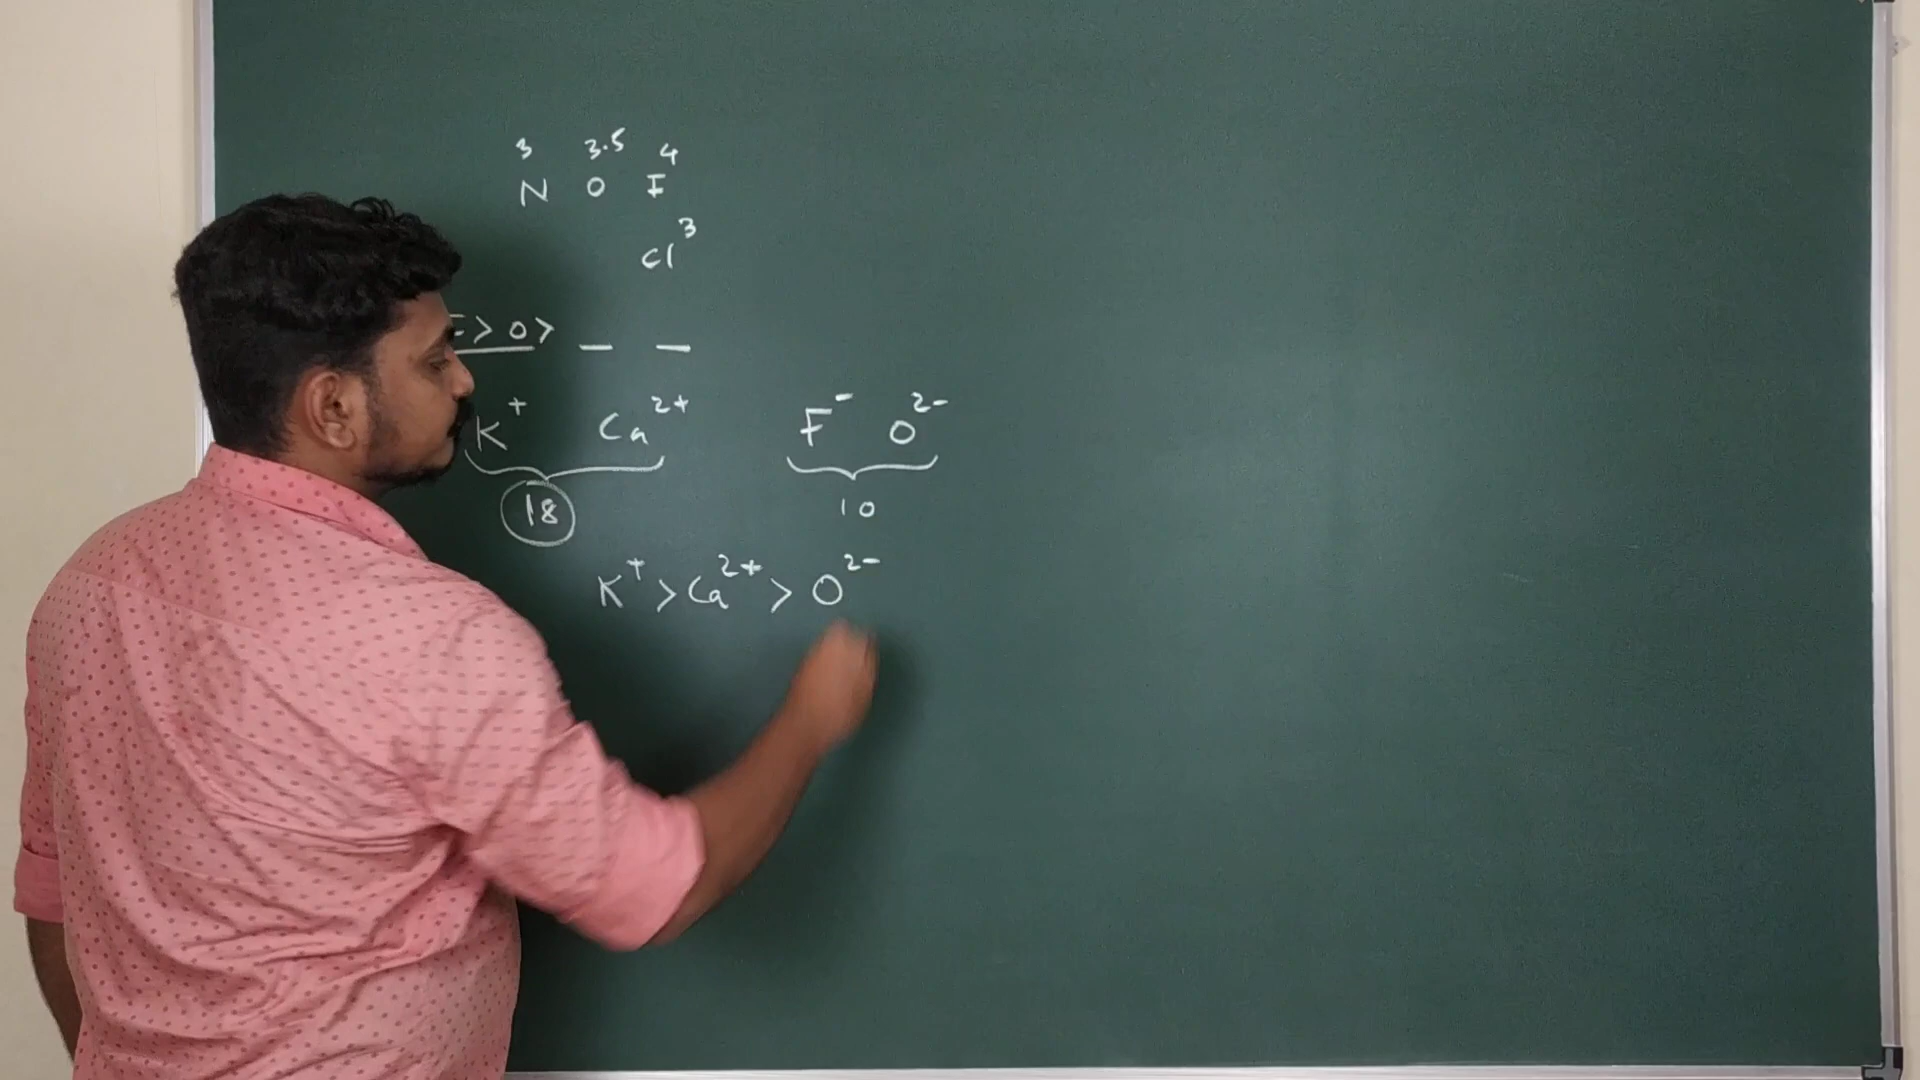 3 3.5 4
N O F
Cl 3
> O >
K+ Ca2+ F- O2-
18 10
K+ > Ca2+ > O2-